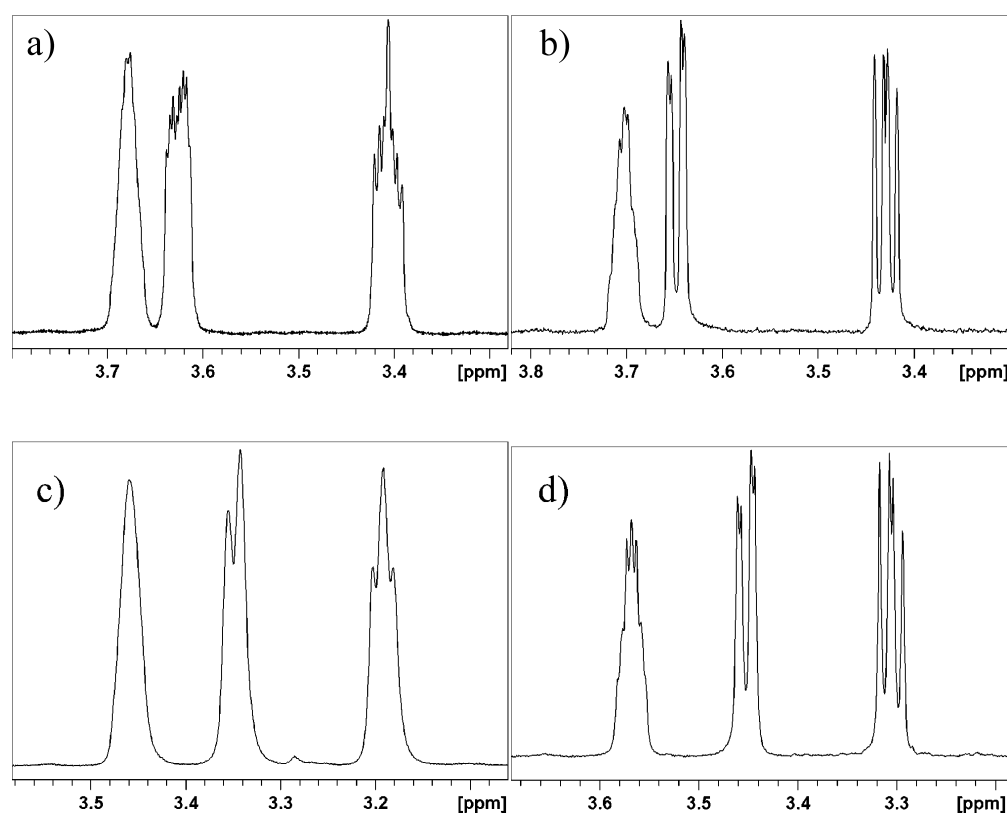 a)
b)
3.7 3.6 3.5 3.4 [ppm]
3.8 3.7 3.6 3.5 3.4 [ppm]
c)
d)
3.5 3.4 3.3 3.2 [ppm]
3.6 3.5 3.4 3.3 [ppm]